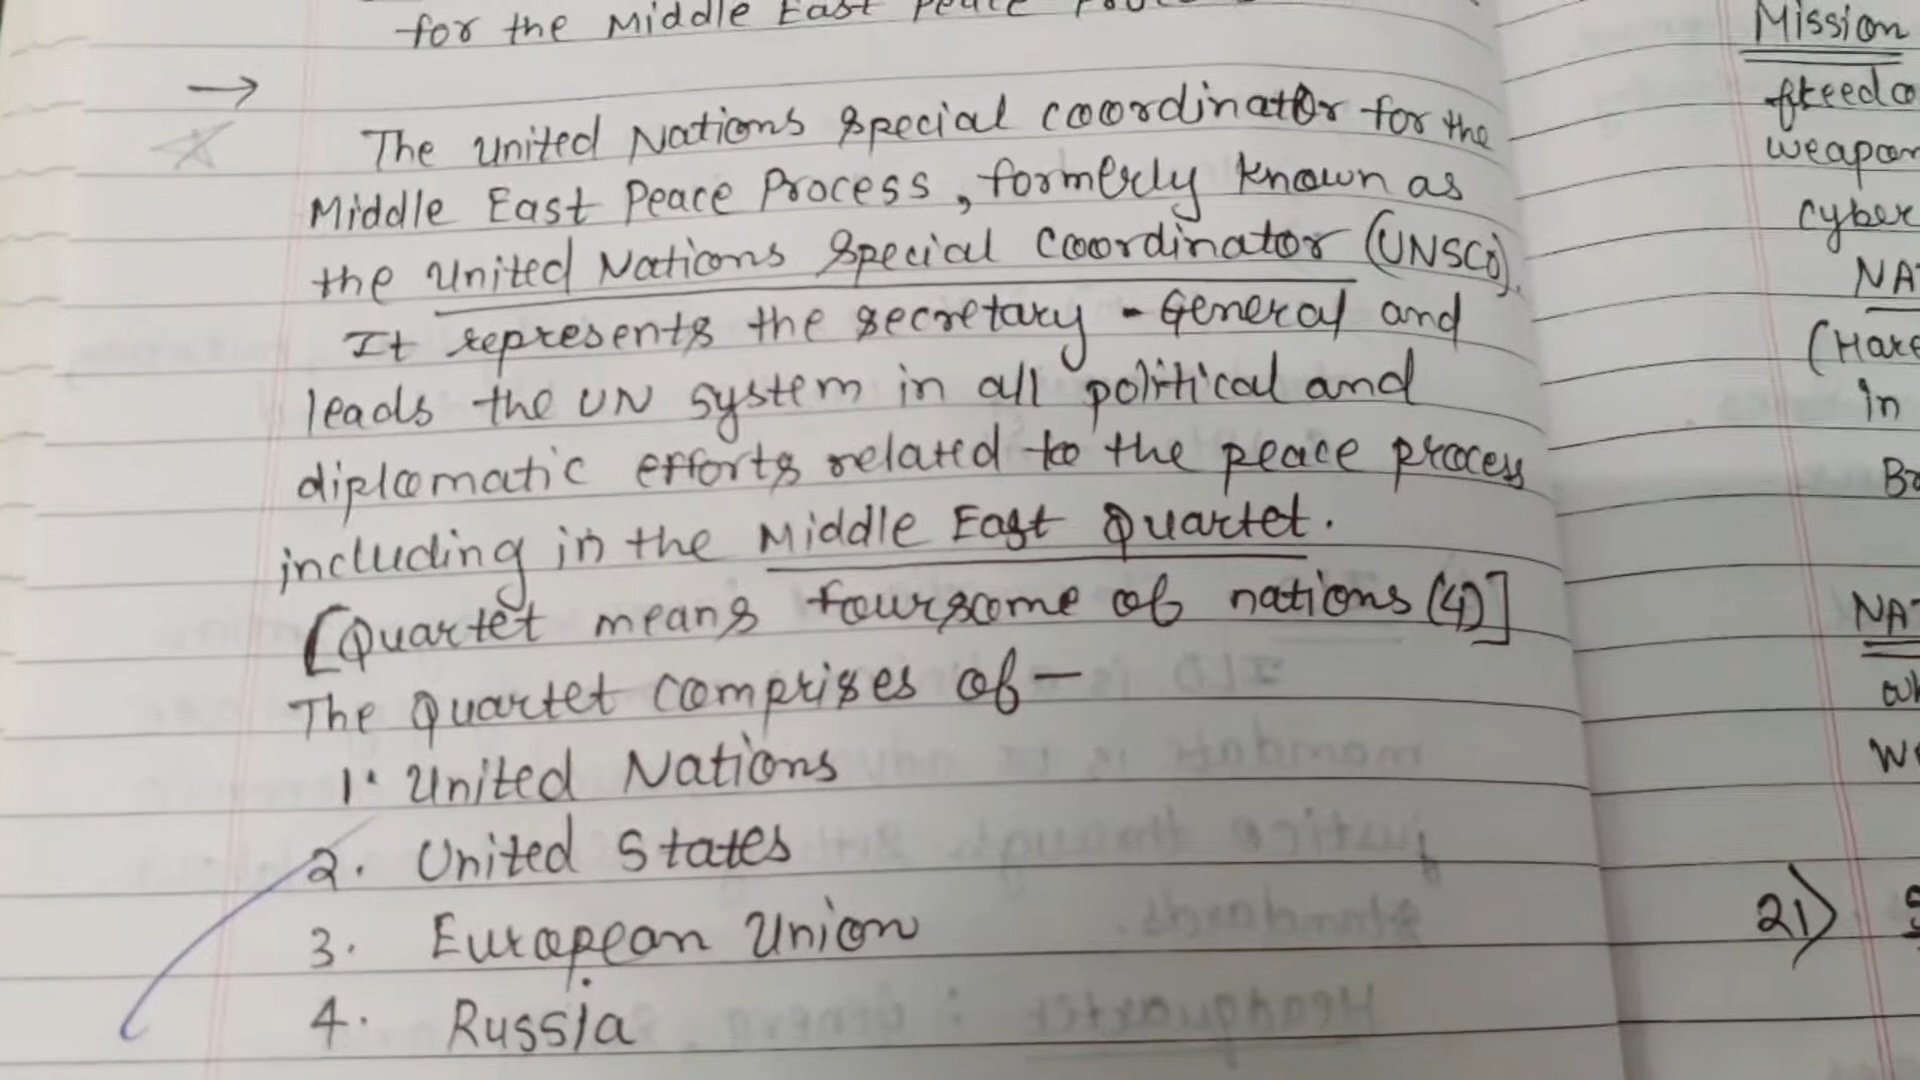 for the Middle East Peace
→
The United Nations Special Coordinator for the
Middle East Peace Process, formerly known as
the United Nations Special Coordinator (UNSCO).
It represents the secretary - General and
leads the UN system in all political and
diplomatic efforts related to the peace process
including in the Middle East Quartet.
[Quartet means foursome of nations (4)]
The Quartet comprises of —
1. United Nations
2. United States
3. European Union
4. Russia
Mission
weapon
cyber
(Hare
in
21)